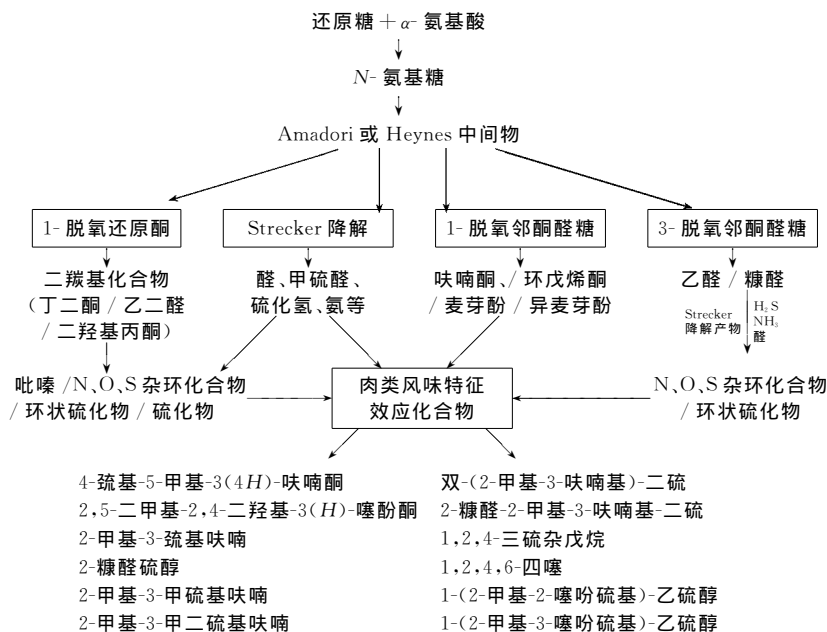 还原糖＋α-氨基酸
N-氨基糖
Amadori 或 Heynes 中间物
1-脱氧还原酮
Strecker 降解
1-脱氧邻酮醛糖
3-脱氧邻酮醛糖
二羰基化合物
（丁二酮 / 乙二醛
/ 二羟基丙酮）
醛、甲硫醛、
硫化氢、氨等
呋喃酮、/ 环戊烯酮
/ 麦芽酚 / 异麦芽酚
乙醛 / 糠醛
Strecker
降解产物
H₂S
NH₃
醛
吡嗪 /N、O、S 杂环化合物
/ 环状硫化物 / 硫化物
肉类风味特征
效应化合物
N、O、S 杂环化合物
/ 环状硫化物
4-巯基-5-甲基-3(4H)-呋喃酮
2,5-二甲基-2,4-二羟基-3(H)-噻酚酮
2-甲基-3-巯基呋喃
2-糠醛硫醇
2-甲基-3-甲硫基呋喃
2-甲基-3-甲二硫基呋喃
双-(2-甲基-3-呋喃基)-二硫
2-糠醛-2-甲基-3-呋喃基-二硫
1,2,4-三硫杂戊烷
1,2,4,6-四噻
1-(2-甲基-2-噻吩硫基)-乙硫醇
1-(2-甲基-3-噻吩硫基)-乙硫醇